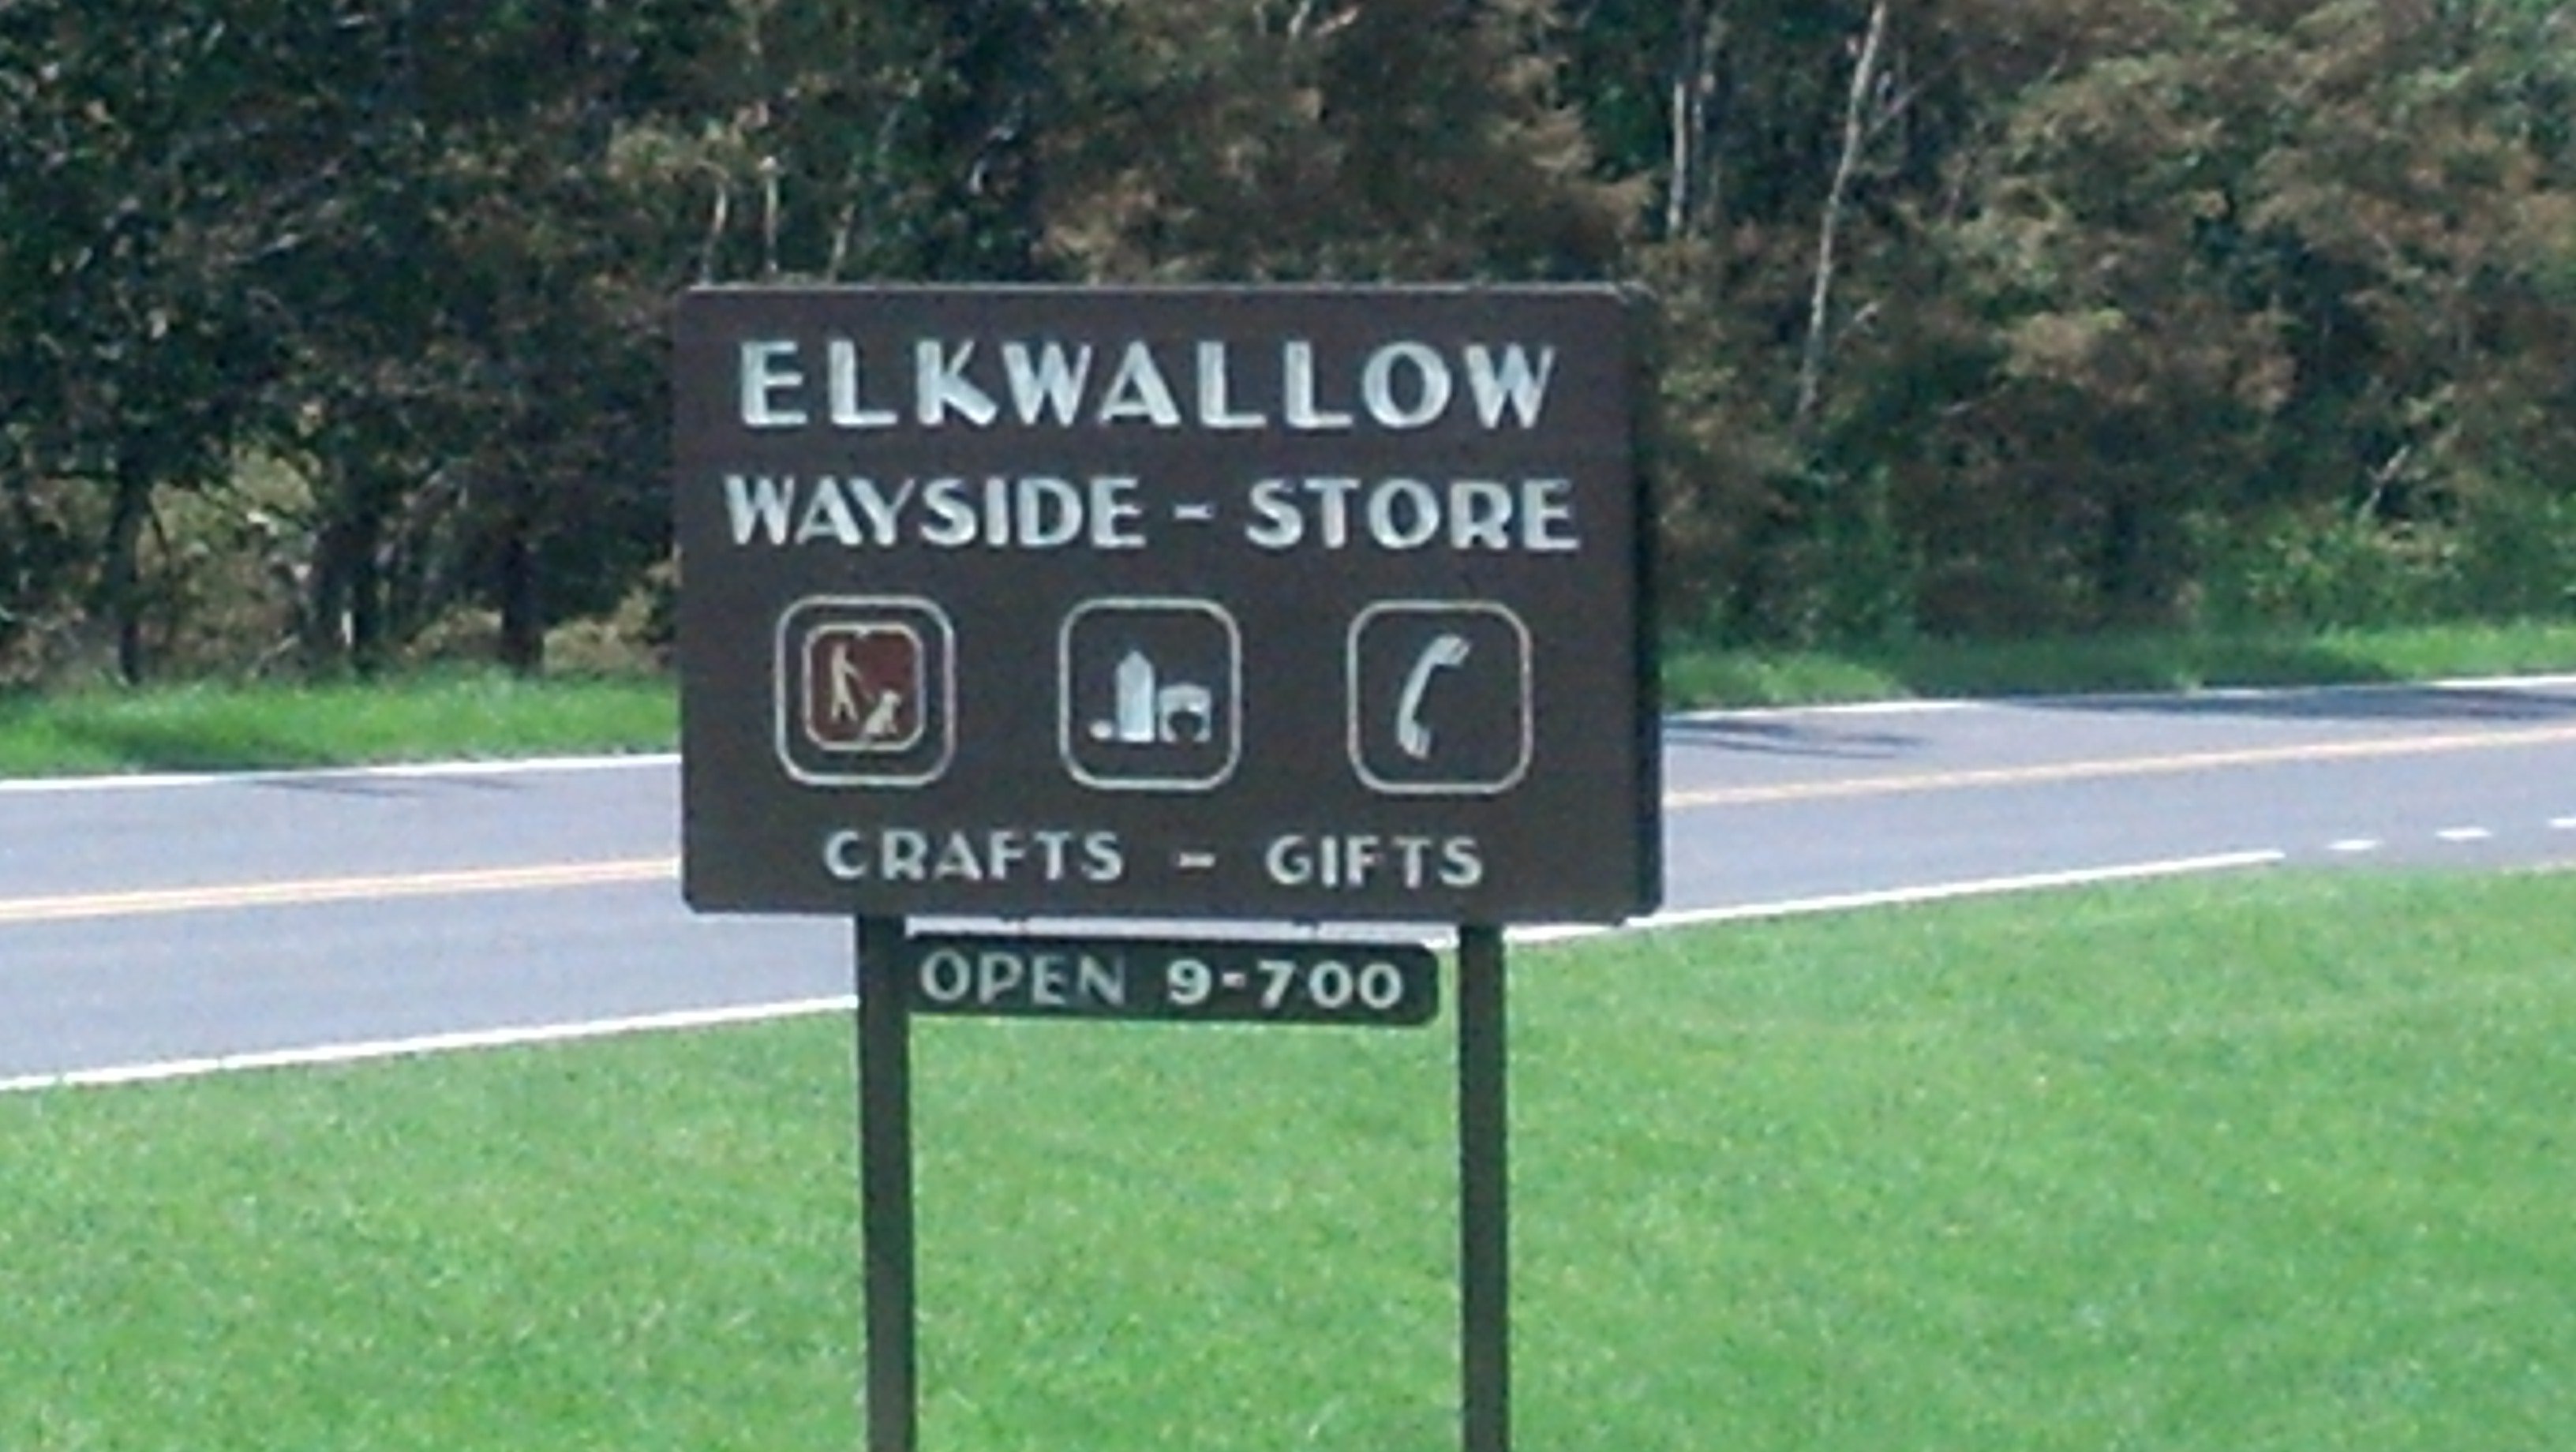 ELKWALLOW
WAYSIDE - STORE
CRAFTS - GIFTS
OPEN 9-700